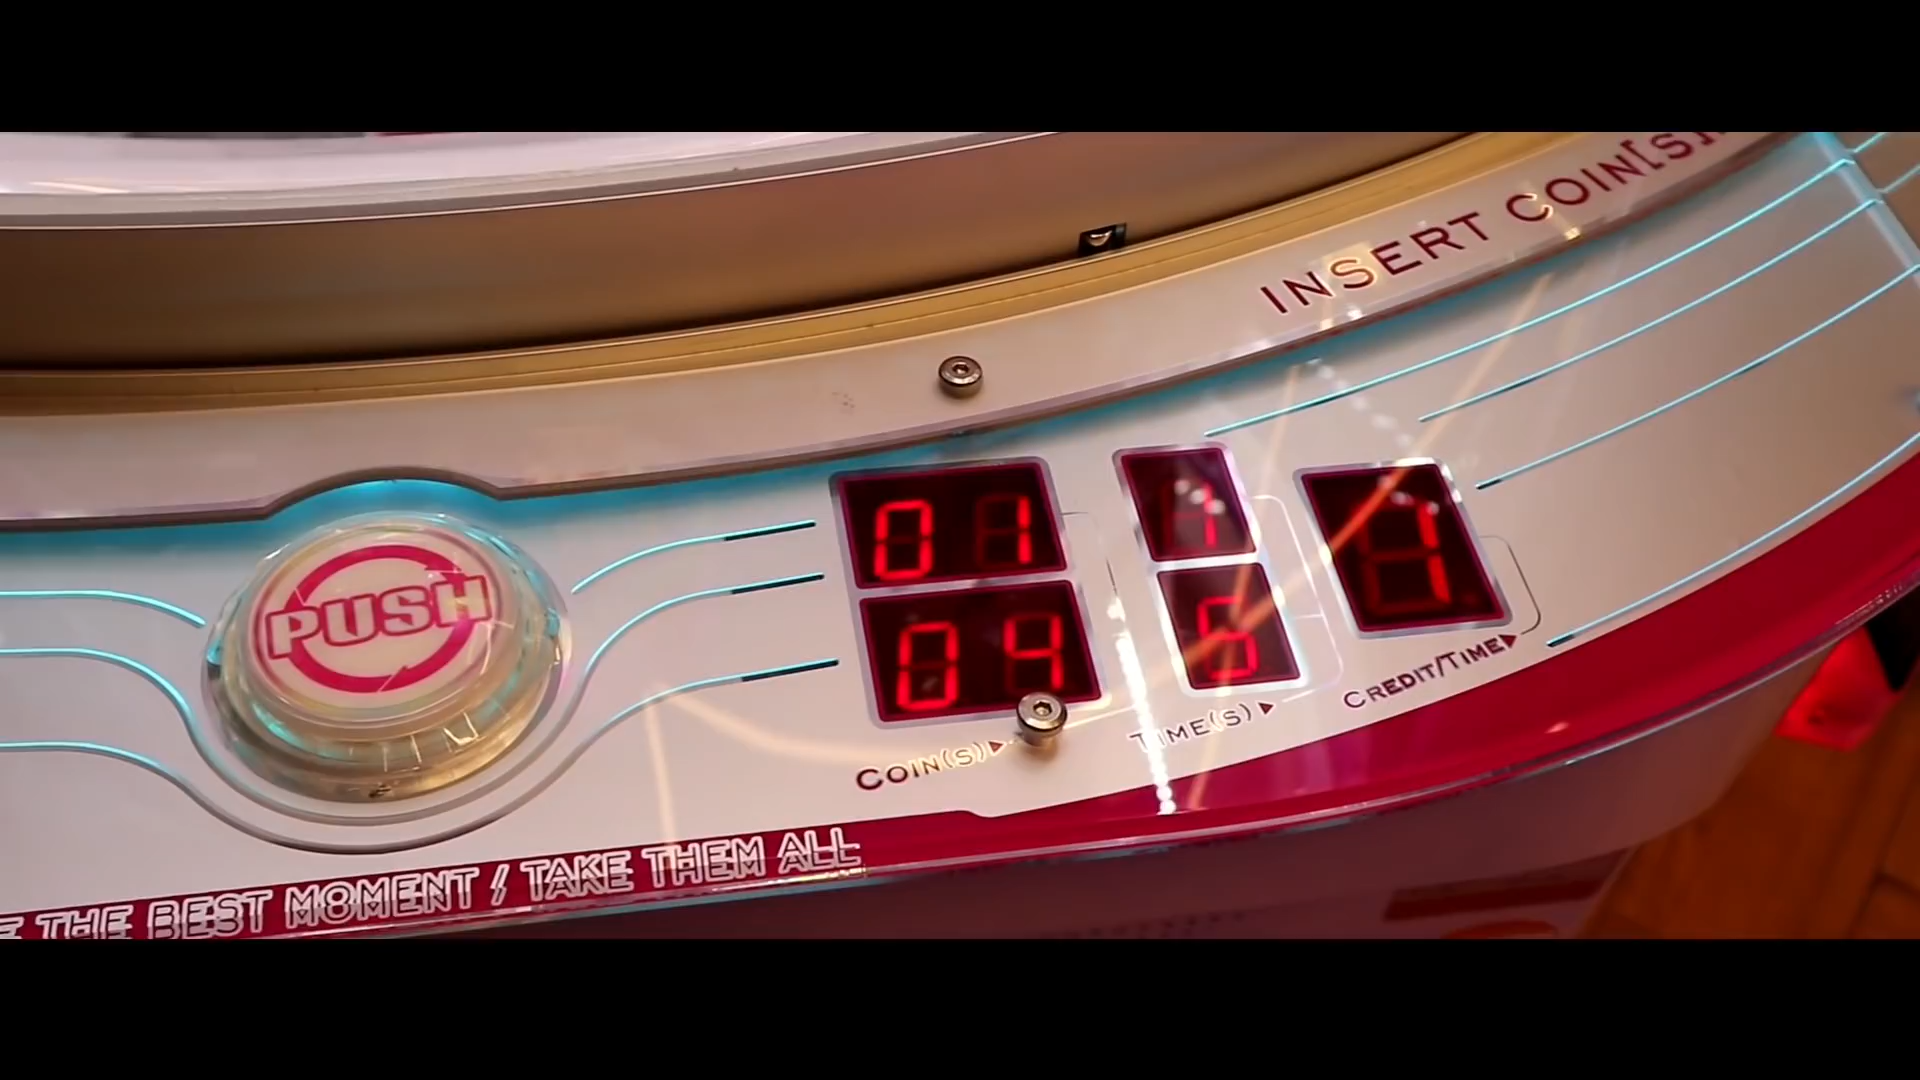 INSERT COIN[S]
PUSH
01
1
1
04
6
COIN(S)
TIME(S)
CREDIT/TIME
THE BEST MOMENT / TAKE THEM ALL